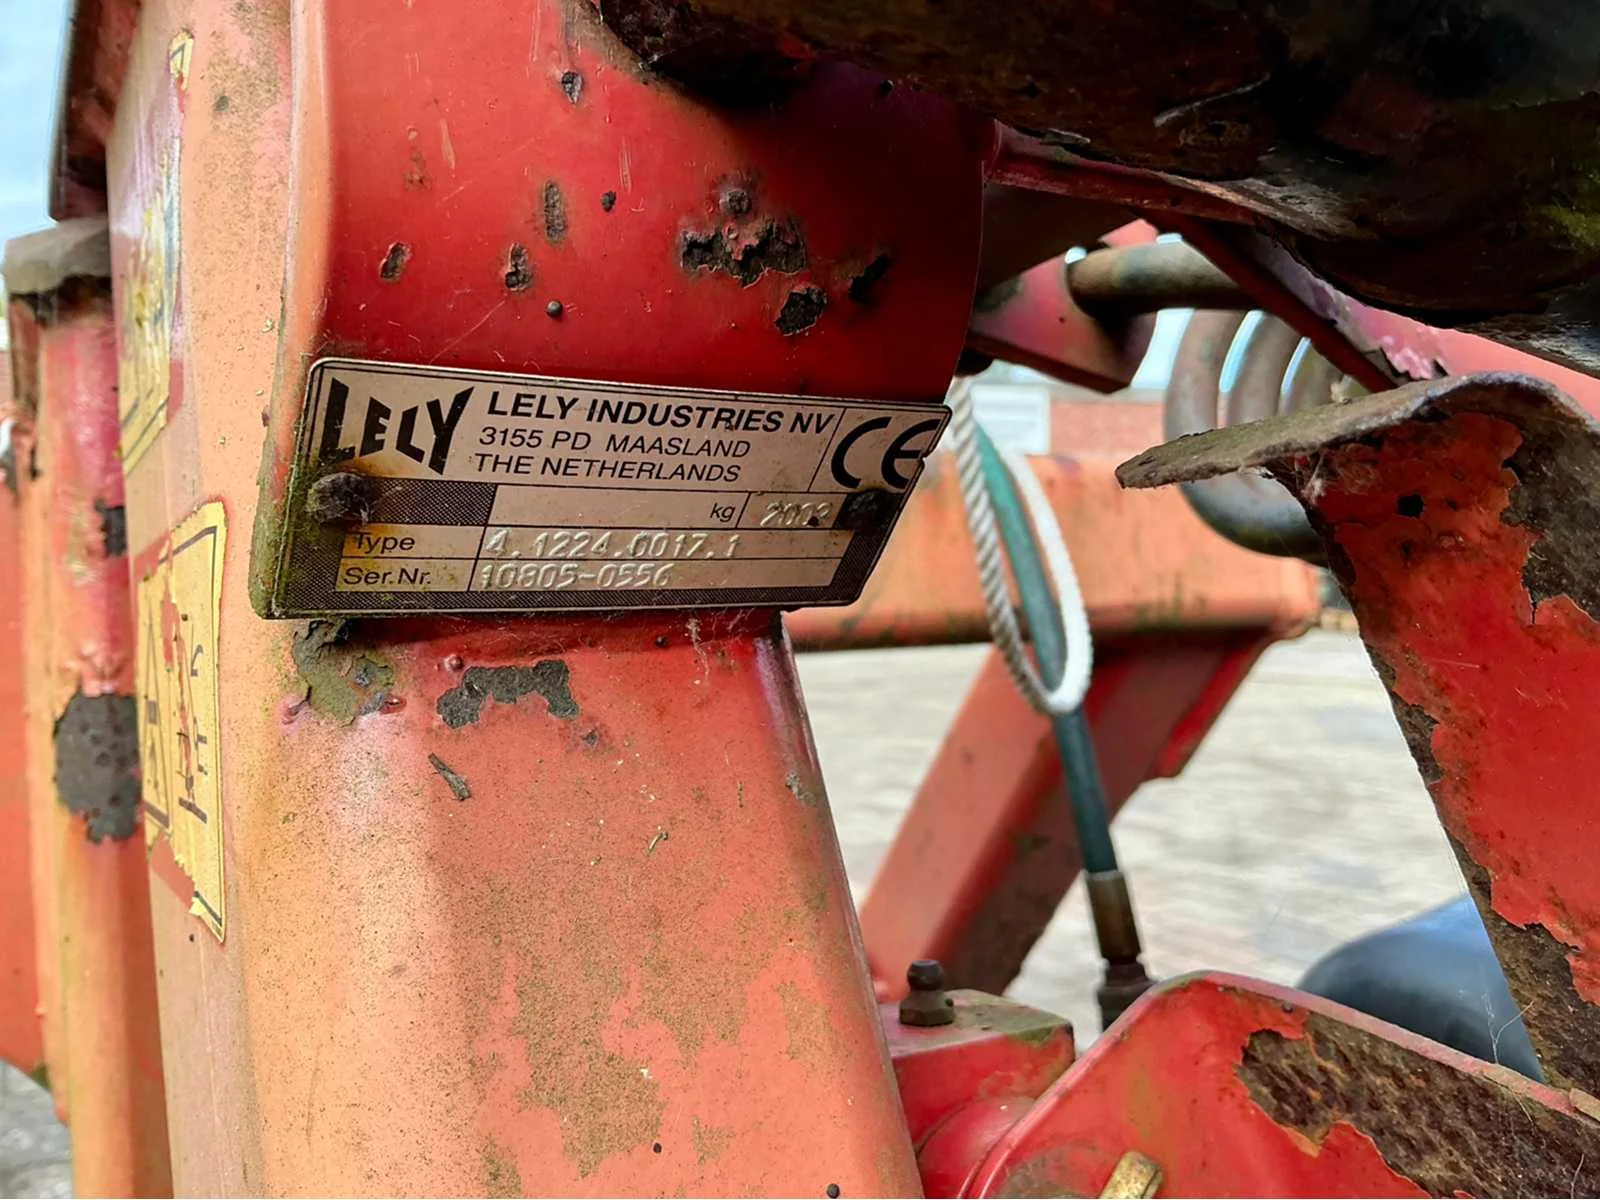 LELY
LELY INDUSTRIES NV
3155 PD MAASLAND
THE NETHERLANDS
CE
kg 2002
Type 4.1224.0017.1
Ser.Nr. 10805-0556